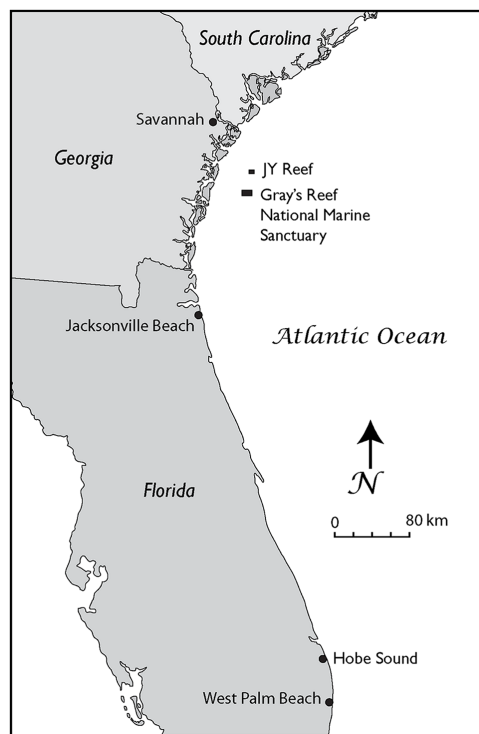 South Carolina
Savannah
Georgia
JY Reef
Gray's Reef
National Marine
Sanctuary
Jacksonville Beach
Atlantic Ocean
N
Florida
0 80 km
Hobe Sound
West Palm Beach